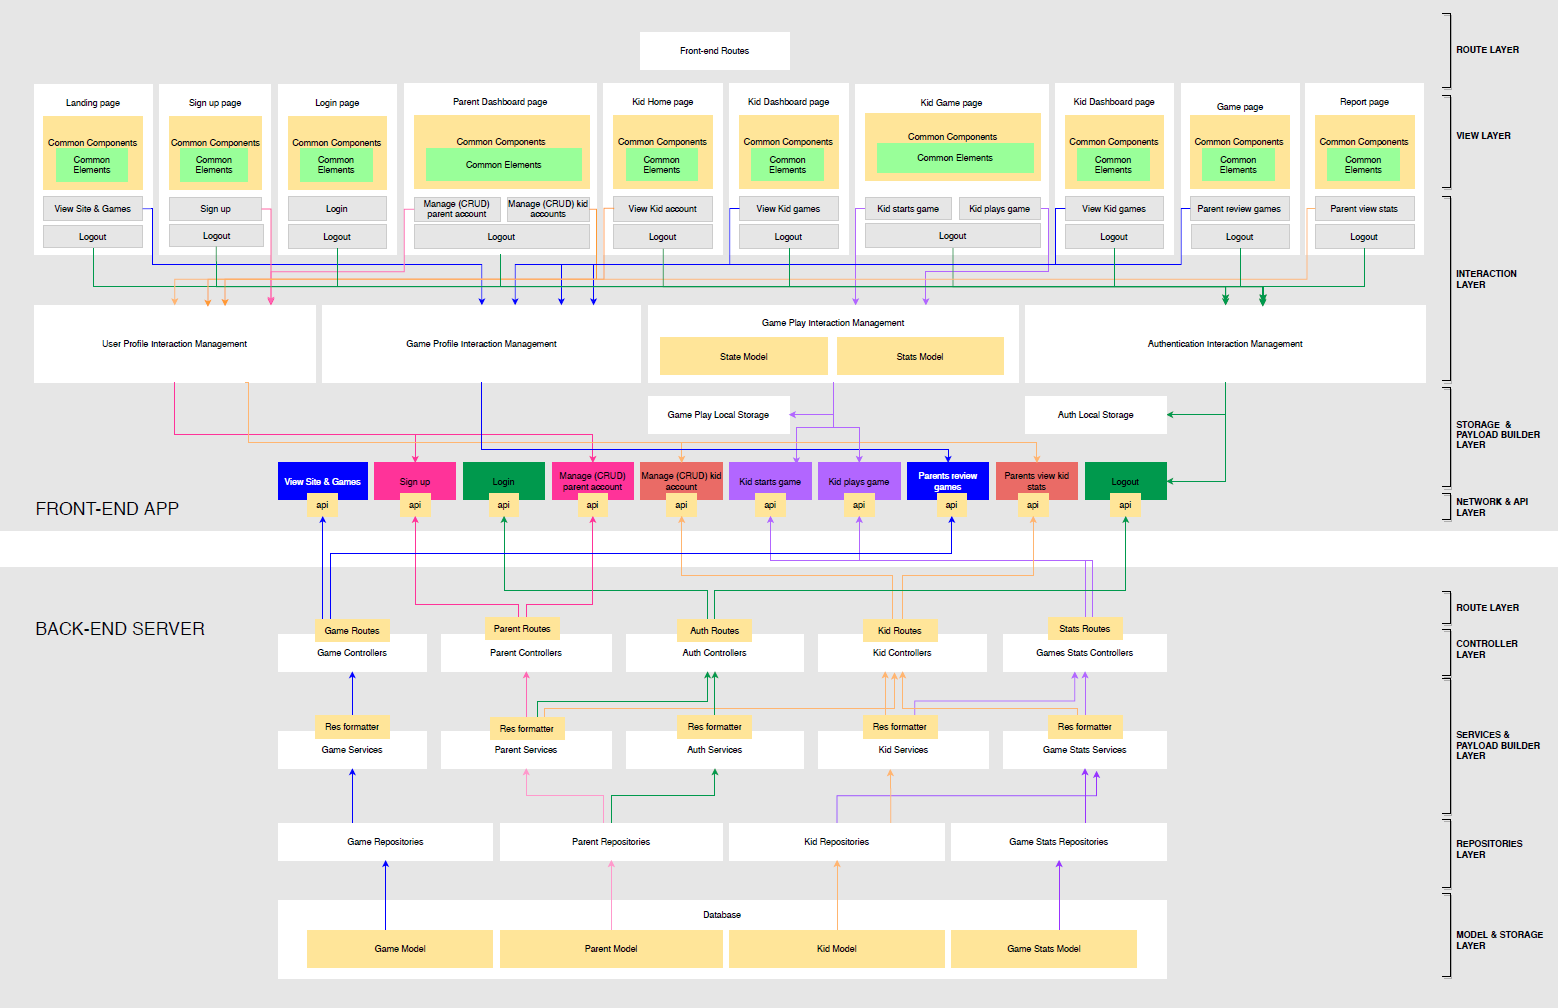 Front-end Routes
ROUTE LAYER
Landing page
Sign up page
Login page
Parent Dashboard page
Kid Home page
Kid Dashboard page
Kid Game page
Kid Dashboard page
Game page
Report page
VIEW LAYER
Common Components
Common
Elements
Common Components
Common
Elements
Common Components
Common
Elements
Common Components
Common Elements
Common Components
Common
Elements
Common Components
Common
Elements
Common Components
Common Elements
Common Components
Common
Elements
Common Components
Common
Elements
Common Components
Common
Elements
View Site & Games
Sign up
Login
Manage (CRUD)
parent account
Manage (CRUD) kid
accounts
View Kid account
View Kid games
Kid starts game
Kid plays game
View Kid games
Parent review games
Parent view stats
Logout
Logout
Logout
Logout
Logout
Logout
Logout
Logout
Logout
Logout
INTERACTION
LAYER
User Profile Interaction Management
Game Profile Interaction Management
Game Play Interaction Management
State Model
Stats Model
Authentication Interaction Management
Game Play Local Storage
Auth Local Storage
STORAGE &
PAYLOAD BUILDER
LAYER
View Site & Games
Sign up
Login
Manage (CRUD)
parent account
Manage (CRUD) kid
account
Kid starts game
Kid plays game
Parents review
games
Parents view kid
stats
Logout
api
api
api
api
api
api
api
api
api
api
NETWORK & API
LAYER
FRONT-END APP
BACK-END SERVER
ROUTE LAYER
Game Routes
Parent Routes
Auth Routes
Kid Routes
Stats Routes
Game Controllers
Parent Controllers
Auth Controllers
Kid Controllers
Games Stats Controllers
CONTROLLER
LAYER
Res formatter
Res formatter
Res formatter
Res formatter
Res formatter
Game Services
Parent Services
Auth Services
Kid Services
Game Stats Services
SERVICES &
PAYLOAD BUILDER
LAYER
Game Repositories
Parent Repositories
Kid Repositories
Game Stats Repositories
REPOSITORIES
LAYER
Database
Game Model
Parent Model
Kid Model
Game Stats Model
MODEL & STORAGE
LAYER